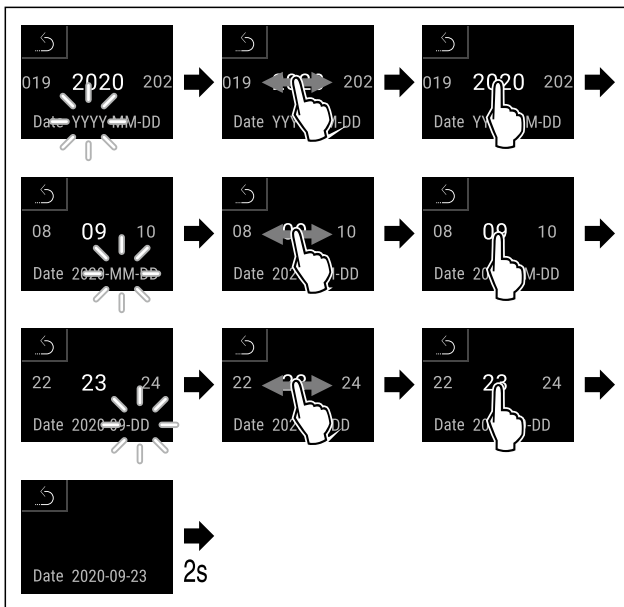 019 2020 202
Date YYYY-MM-DD
019 202
Date YYY -DD
019 2020 202
Date YY M-DD
08 09 10
Date 2020-MM-DD
08 10
Date 202 -DD
08 09 10
Date 20 M-DD
22 23 24
Date 2020-09-DD
22 24
Date 202 -DD
22 23 24
Date 20 -DD
Date 2020-09-23
2s